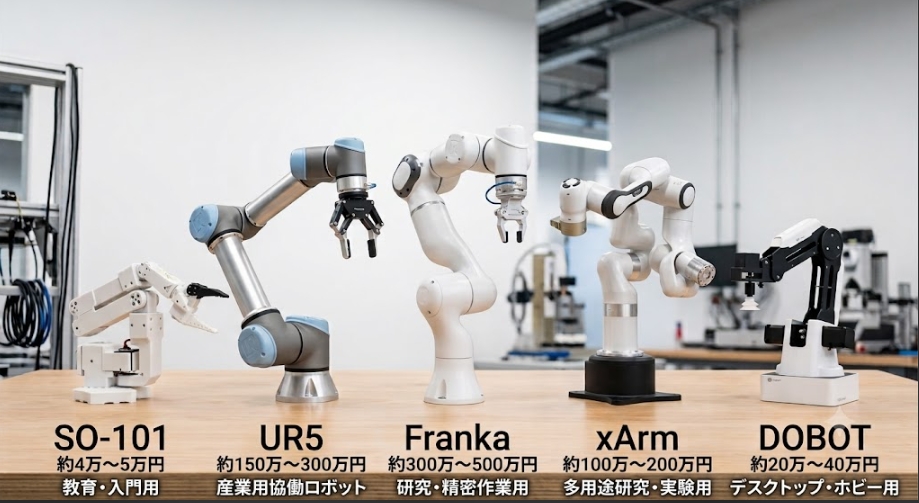 SO-101
約4万～5万円
教育・入門用
UR5
約150万～300万円
産業用協働ロボット
Franka
約300万～500万円
研究・精密作業用
xArm
約100万～200万円
多用途研究・実験用
DOBOT
約20万～40万円
デスクトップ・ホビー用